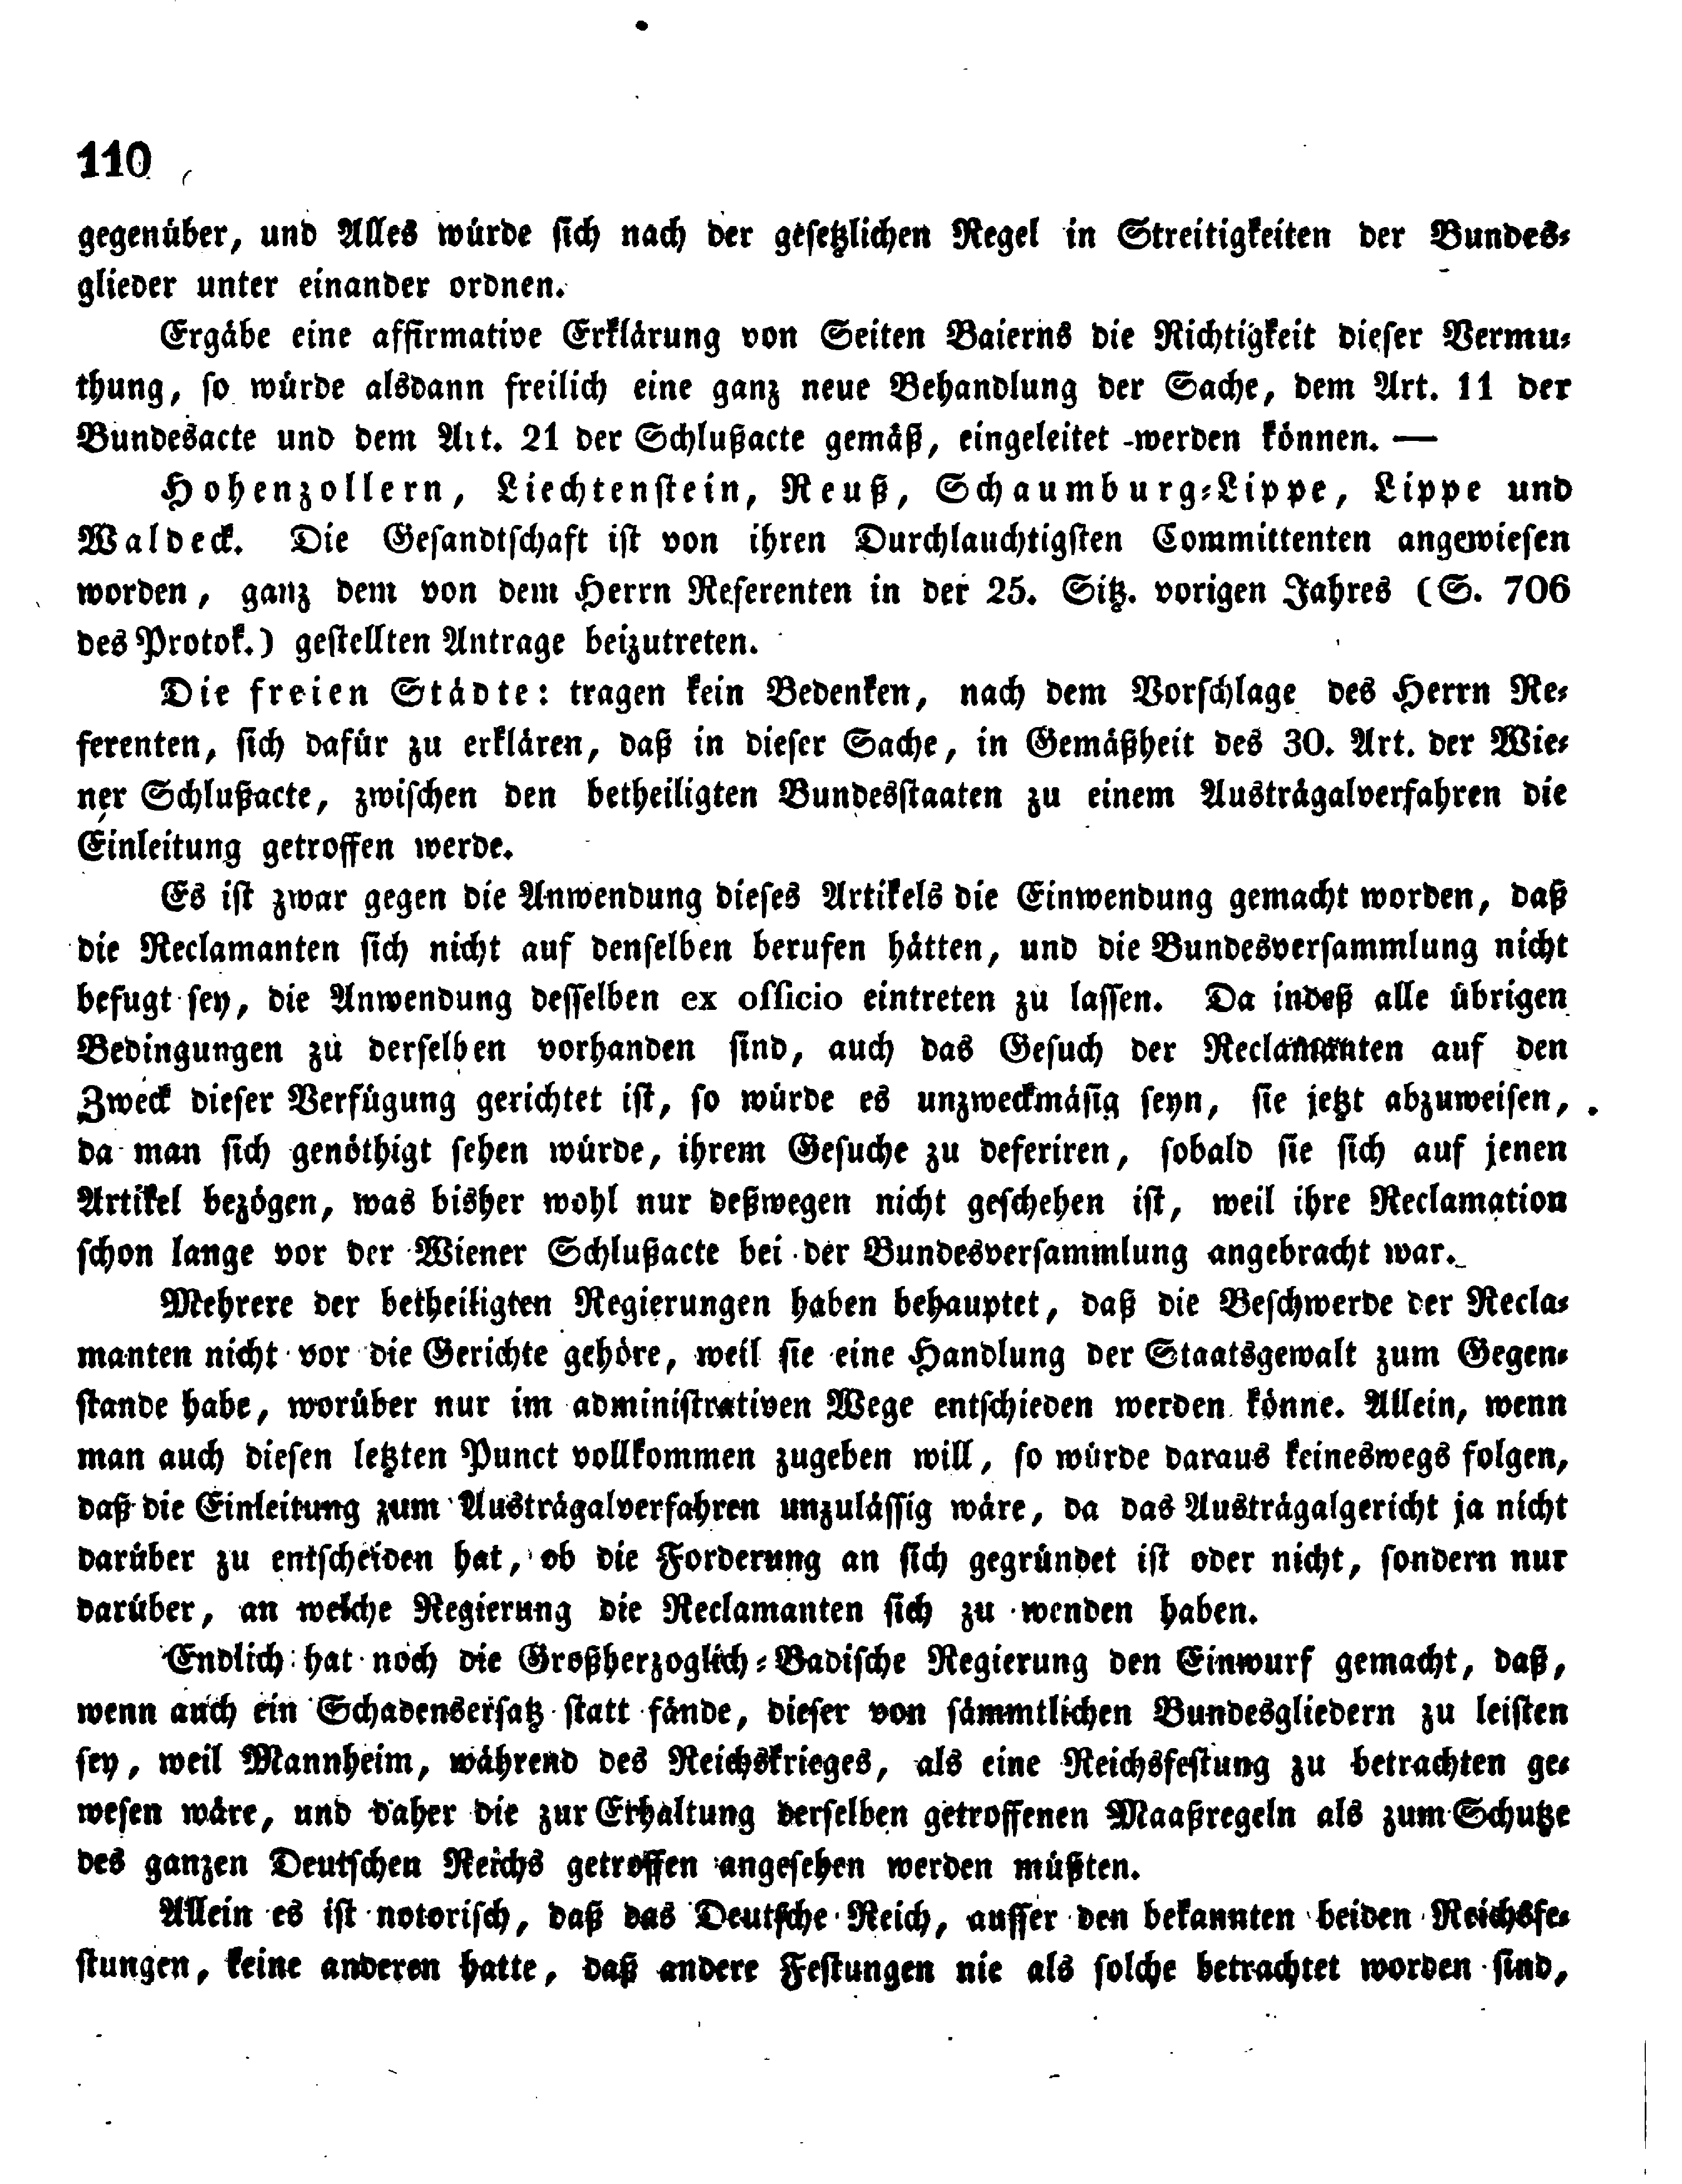 110
gegenüber, und Alles würde sich nach der gesetzlichen Regel in Streitigkeiten der Bundes-
glieder unter einander ordnen.
Ergäbe eine affirmative Erklärung von Seiten Baierns die Richtigkeit dieser Vermu-
thung, so würde alsdann freilich eine ganz neue Behandlung der Sache, dem Art. 11 der
Bundesacte und dem Art. 21 der Schlußacte gemäß, eingeleitet werden können. —
Hohenzollern, Liechtenstein, Reuß, Schaumburg-Lippe, Lippe und
Waldeck. Die Gesandtschaft ist von ihren Durchlauchtigsten Committenten angewiesen
worden, ganz dem von dem Herrn Referenten in der 25. Sitz. vorigen Jahres (S. 706
des Protok.) gestellten Antrage beizutreten.
Die freien Städte: tragen kein Bedenken, nach dem Vorschlage des Herrn Re-
ferenten, sich dafür zu erklären, daß in dieser Sache, in Gemäßheit des 30. Art. der Wie-
ner Schlußacte, zwischen den betheiligten Bundesstaaten zu einem Austrägalverfahren die
Einleitung getroffen werde.
Es ist zwar gegen die Anwendung dieses Artikels die Einwendung gemacht worden, daß
die Reclamanten sich nicht auf denselben berufen hätten, und die Bundesversammlung nicht
befugt sey, die Anwendung desselben ex officio eintreten zu lassen. Da indeß alle übrigen
Bedingungen zu derselben vorhanden sind, auch das Gesuch der Reclamanten auf den
Zweck dieser Verfügung gerichtet ist, so würde es unzweckmäsig seyn, sie jetzt abzuweisen,
da man sich genöthigt sehen würde, ihrem Gesuche zu deferiren, sobald sie sich auf jenen
Artikel bezögen, was bisher wohl nur deßwegen nicht geschehen ist, weil ihre Reclamation
schon lange vor der Wiener Schlußacte bei der Bundesversammlung angebracht war.
Mehrere der betheiligten Regierungen haben behauptet, daß die Beschwerde der Recla-
manten nicht vor die Gerichte gehöre, weil sie eine Handlung der Staatsgewalt zum Gegen-
stande habe, worüber nur im administrativen Wege entschieden werden könne. Allein, wenn
man auch diesen letzten Punct vollkommen zugeben will, so würde daraus keineswegs folgen,
daß die Einleitung zum Austrägalverfahren unzulässig wäre, da das Austrägalgericht ja nicht
darüber zu entscheiden hat, ob die Forderung an sich gegründet ist oder nicht, sondern nur
darüber, an welche Regierung die Reclamanten sich zu wenden haben.
Endlich hat noch die Großherzoglich-Badische Regierung den Einwurf gemacht, daß,
wenn auch ein Schadensersatz statt fände, dieser von sämmtlichen Bundesgliedern zu leisten
sey, weil Mannheim, während des Reichskrieges, als eine Reichsfestung zu betrachten ge-
wesen wäre, und daher die zur Erhaltung derselben getroffenen Maaßregeln als zum Schutze
des ganzen Deutschen Reichs getroffen angesehen werden müßten.
Allein es ist notorisch, daß das Deutsche Reich, ausser den bekannten beiden Reichsfe-
stungen, keine anderen hatte, daß andere Festungen nie als solche betrachtet worden sind,